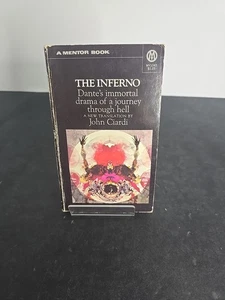 A MENTOR BOOK
THE INFERNO
Dante's immortal
drama of a journey
through hell
A NEW TRANSLATION BY
John Ciardi